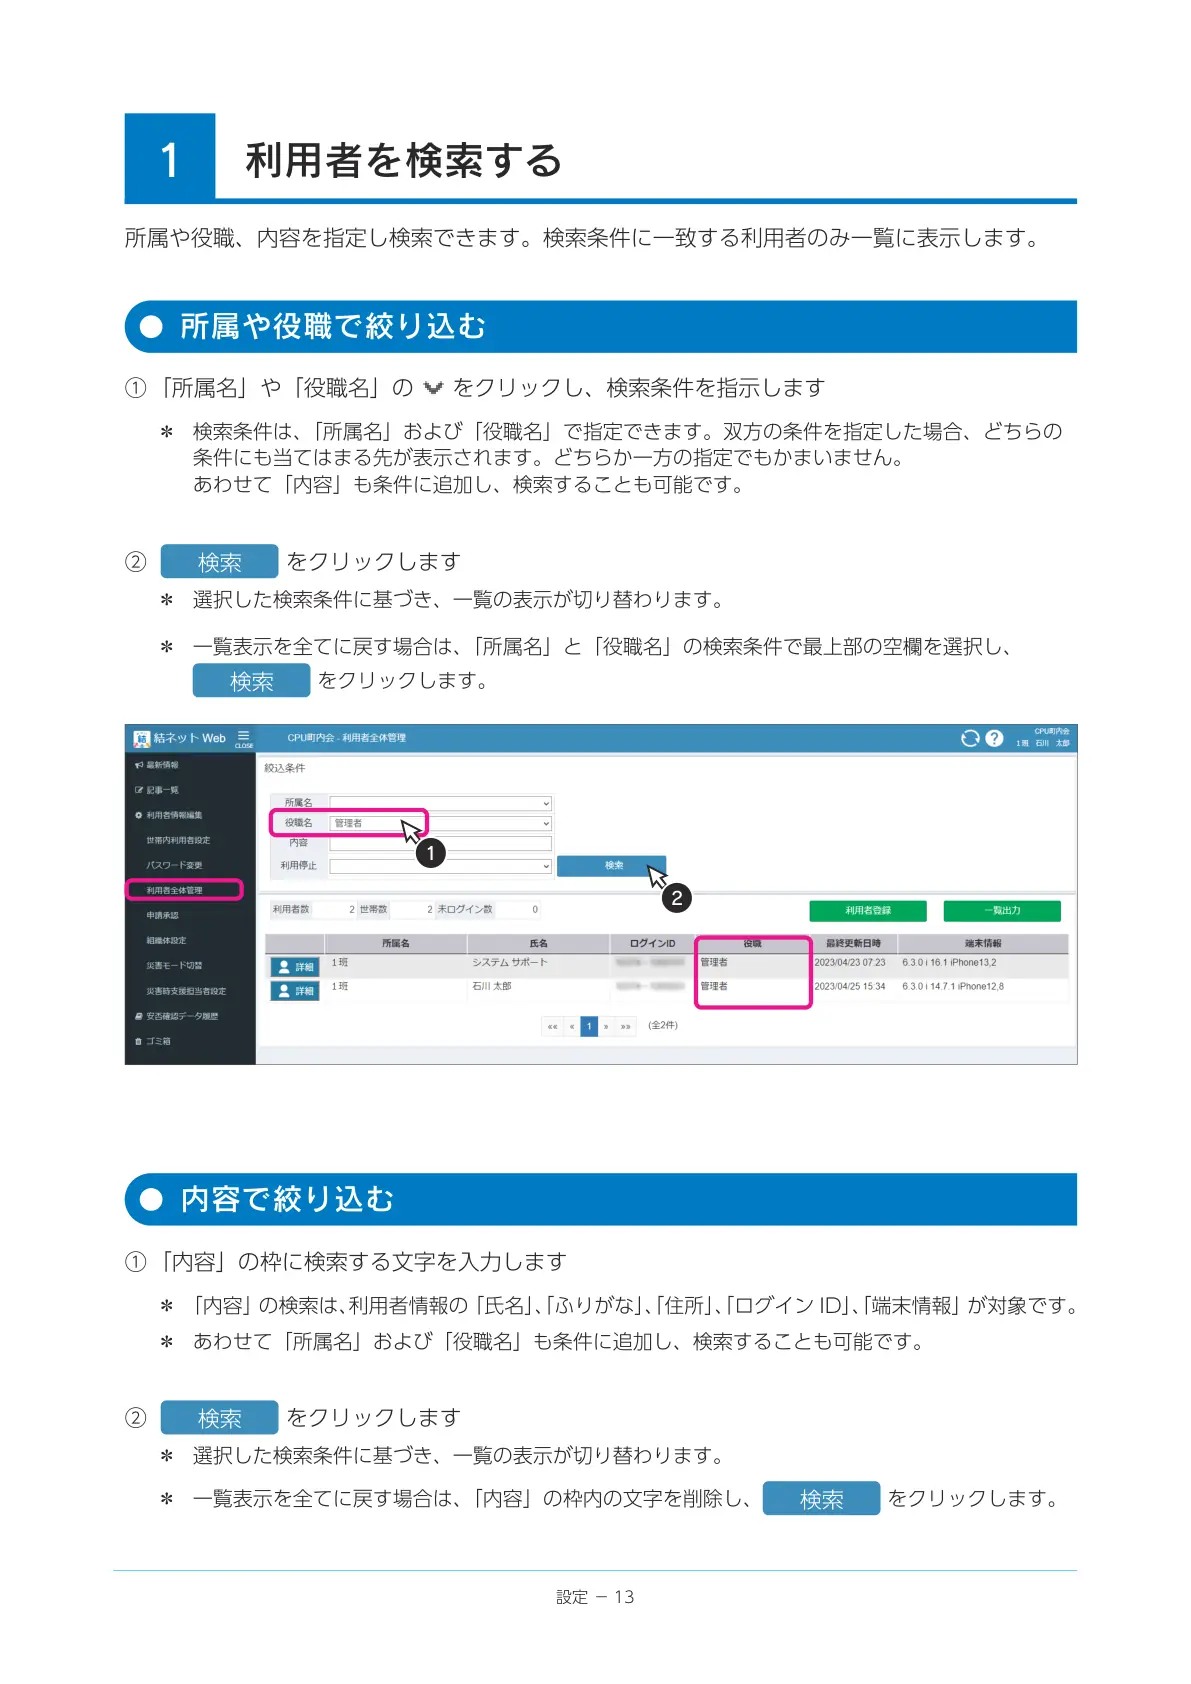 1 利用者を検索する
所属や役職、内容を指定し検索できます。検索条件に一致する利用者のみ一覧に表示します。
● 所属や役職で絞り込む
① 「所属名」や「役職名」の をクリックし、検索条件を指示します
＊ 検索条件は、「所属名」および「役職名」で指定できます。双方の条件を指定した場合、どちらの
条件にも当てはまる先が表示されます。どちらか一方の指定でもかまいません。
あわせて「内容」も条件に追加し、検索することも可能です。
② 検索 をクリックします
＊ 選択した検索条件に基づき、一覧の表示が切り替わります。
＊ 一覧表示を全てに戻す場合は、「所属名」と「役職名」の検索条件で最上部の空欄を選択し、
検索 をクリックします。
結 結ネット Web CLOSE CPU町内会 - 利用者全体管理 ? CPU町内会
1班 石川 太郎
最新情報
記事一覧
利用者情報編集
世帯内利用者設定
パスワード変更
利用者全体管理
申請承認
組織体設定
災害モード切替
災害時支援担当者設定
安否確認データ履歴
ゴミ箱
絞込条件
所属名
役職名 管理者
1
内容
利用停止 検索
2
利用者数 2 世帯数 2 未ログイン数 0 利用者登録 一覧出力
所属名 氏名 ログインID 役職 最終更新日時 端末情報
詳細 1班 システム サポート 管理者 2023/04/23 07:23 6.3.0 i 16.1 iPhone13,2
詳細 1班 石川 太郎 管理者 2023/04/25 15:34 6.3.0 i 14.7.1 iPhone12,8
«« « 1 » »» (全2件)
● 内容で絞り込む
① 「内容」の枠に検索する文字を入力します
＊ 「内容」の検索は、利用者情報の「氏名」、「ふりがな」、「住所」、「ログイン ID」、「端末情報」が対象です。
＊ あわせて「所属名」および「役職名」も条件に追加し、検索することも可能です。
② 検索 をクリックします
＊ 選択した検索条件に基づき、一覧の表示が切り替わります。
＊ 一覧表示を全てに戻す場合は、「内容」の枠内の文字を削除し、 検索 をクリックします。
設定 − 13